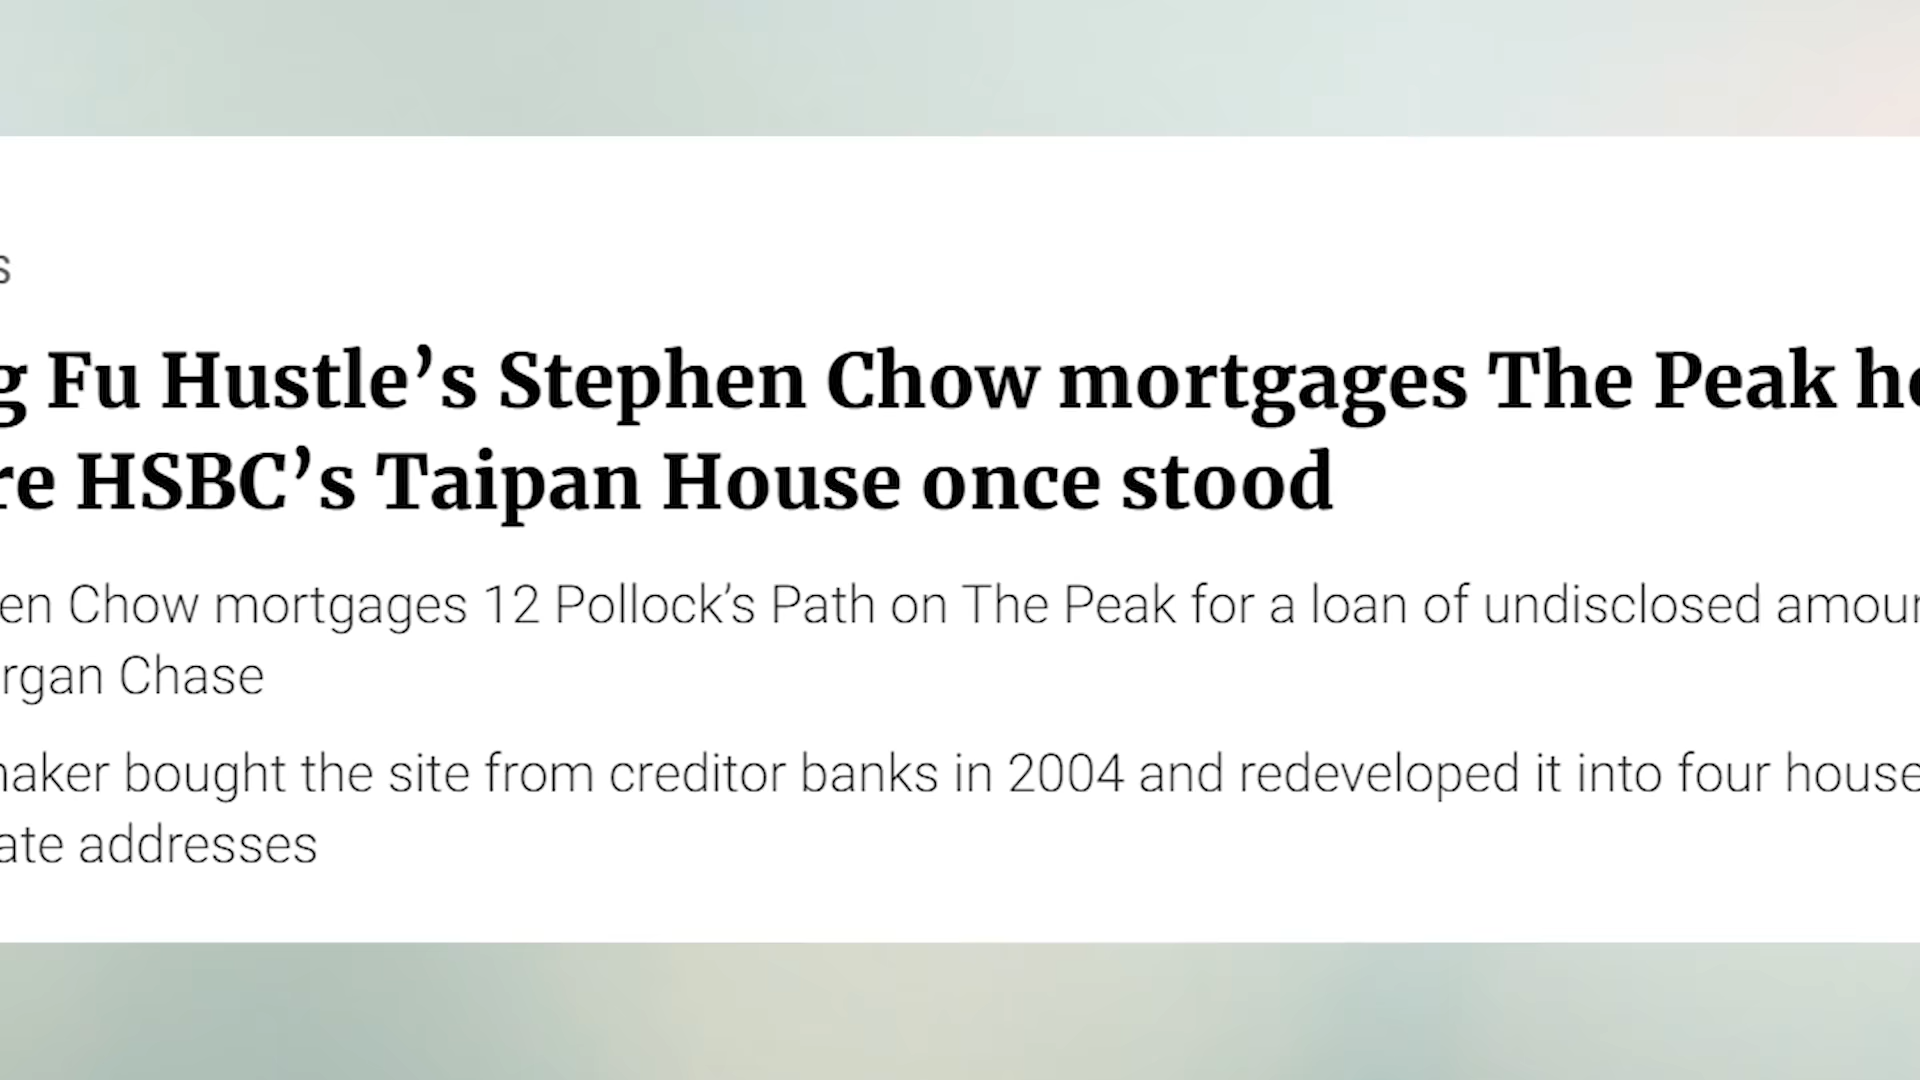 s
g Fu Hustle’s Stephen Chow mortgages The Peak
re HSBC’s Taipan House once stood
en Chow mortgages 12 Pollock’s Path on The Peak for a loan of undisclosed
rgan Chase
maker bought the site from creditor banks in 2004 and redeveloped it into four house
ate addresses